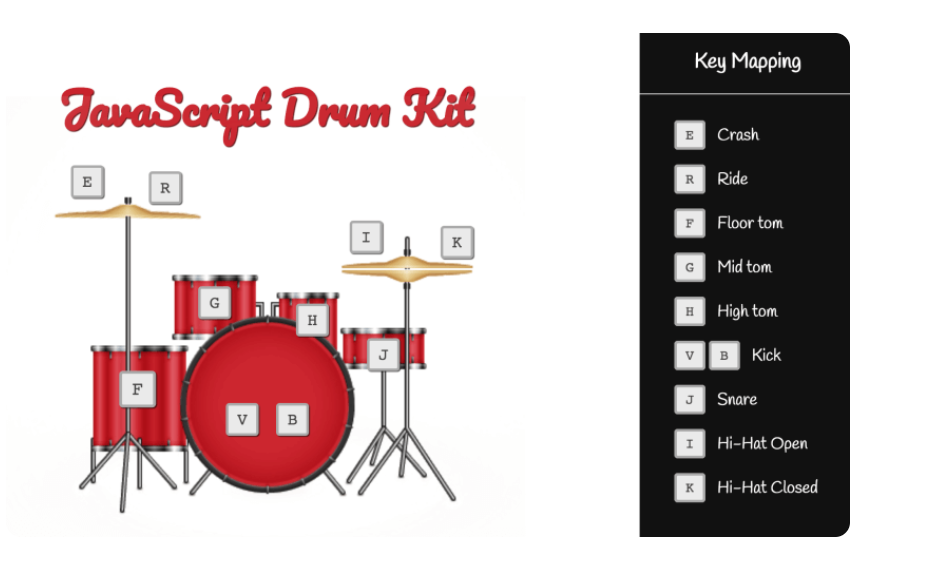 JavaScript Drum Kit
E R
I K
G
H
J
F
V B
Key Mapping
E Crash
R Ride
F Floor tom
G Mid tom
H High tom
V B Kick
J Snare
I Hi-Hat Open
K Hi-Hat Closed